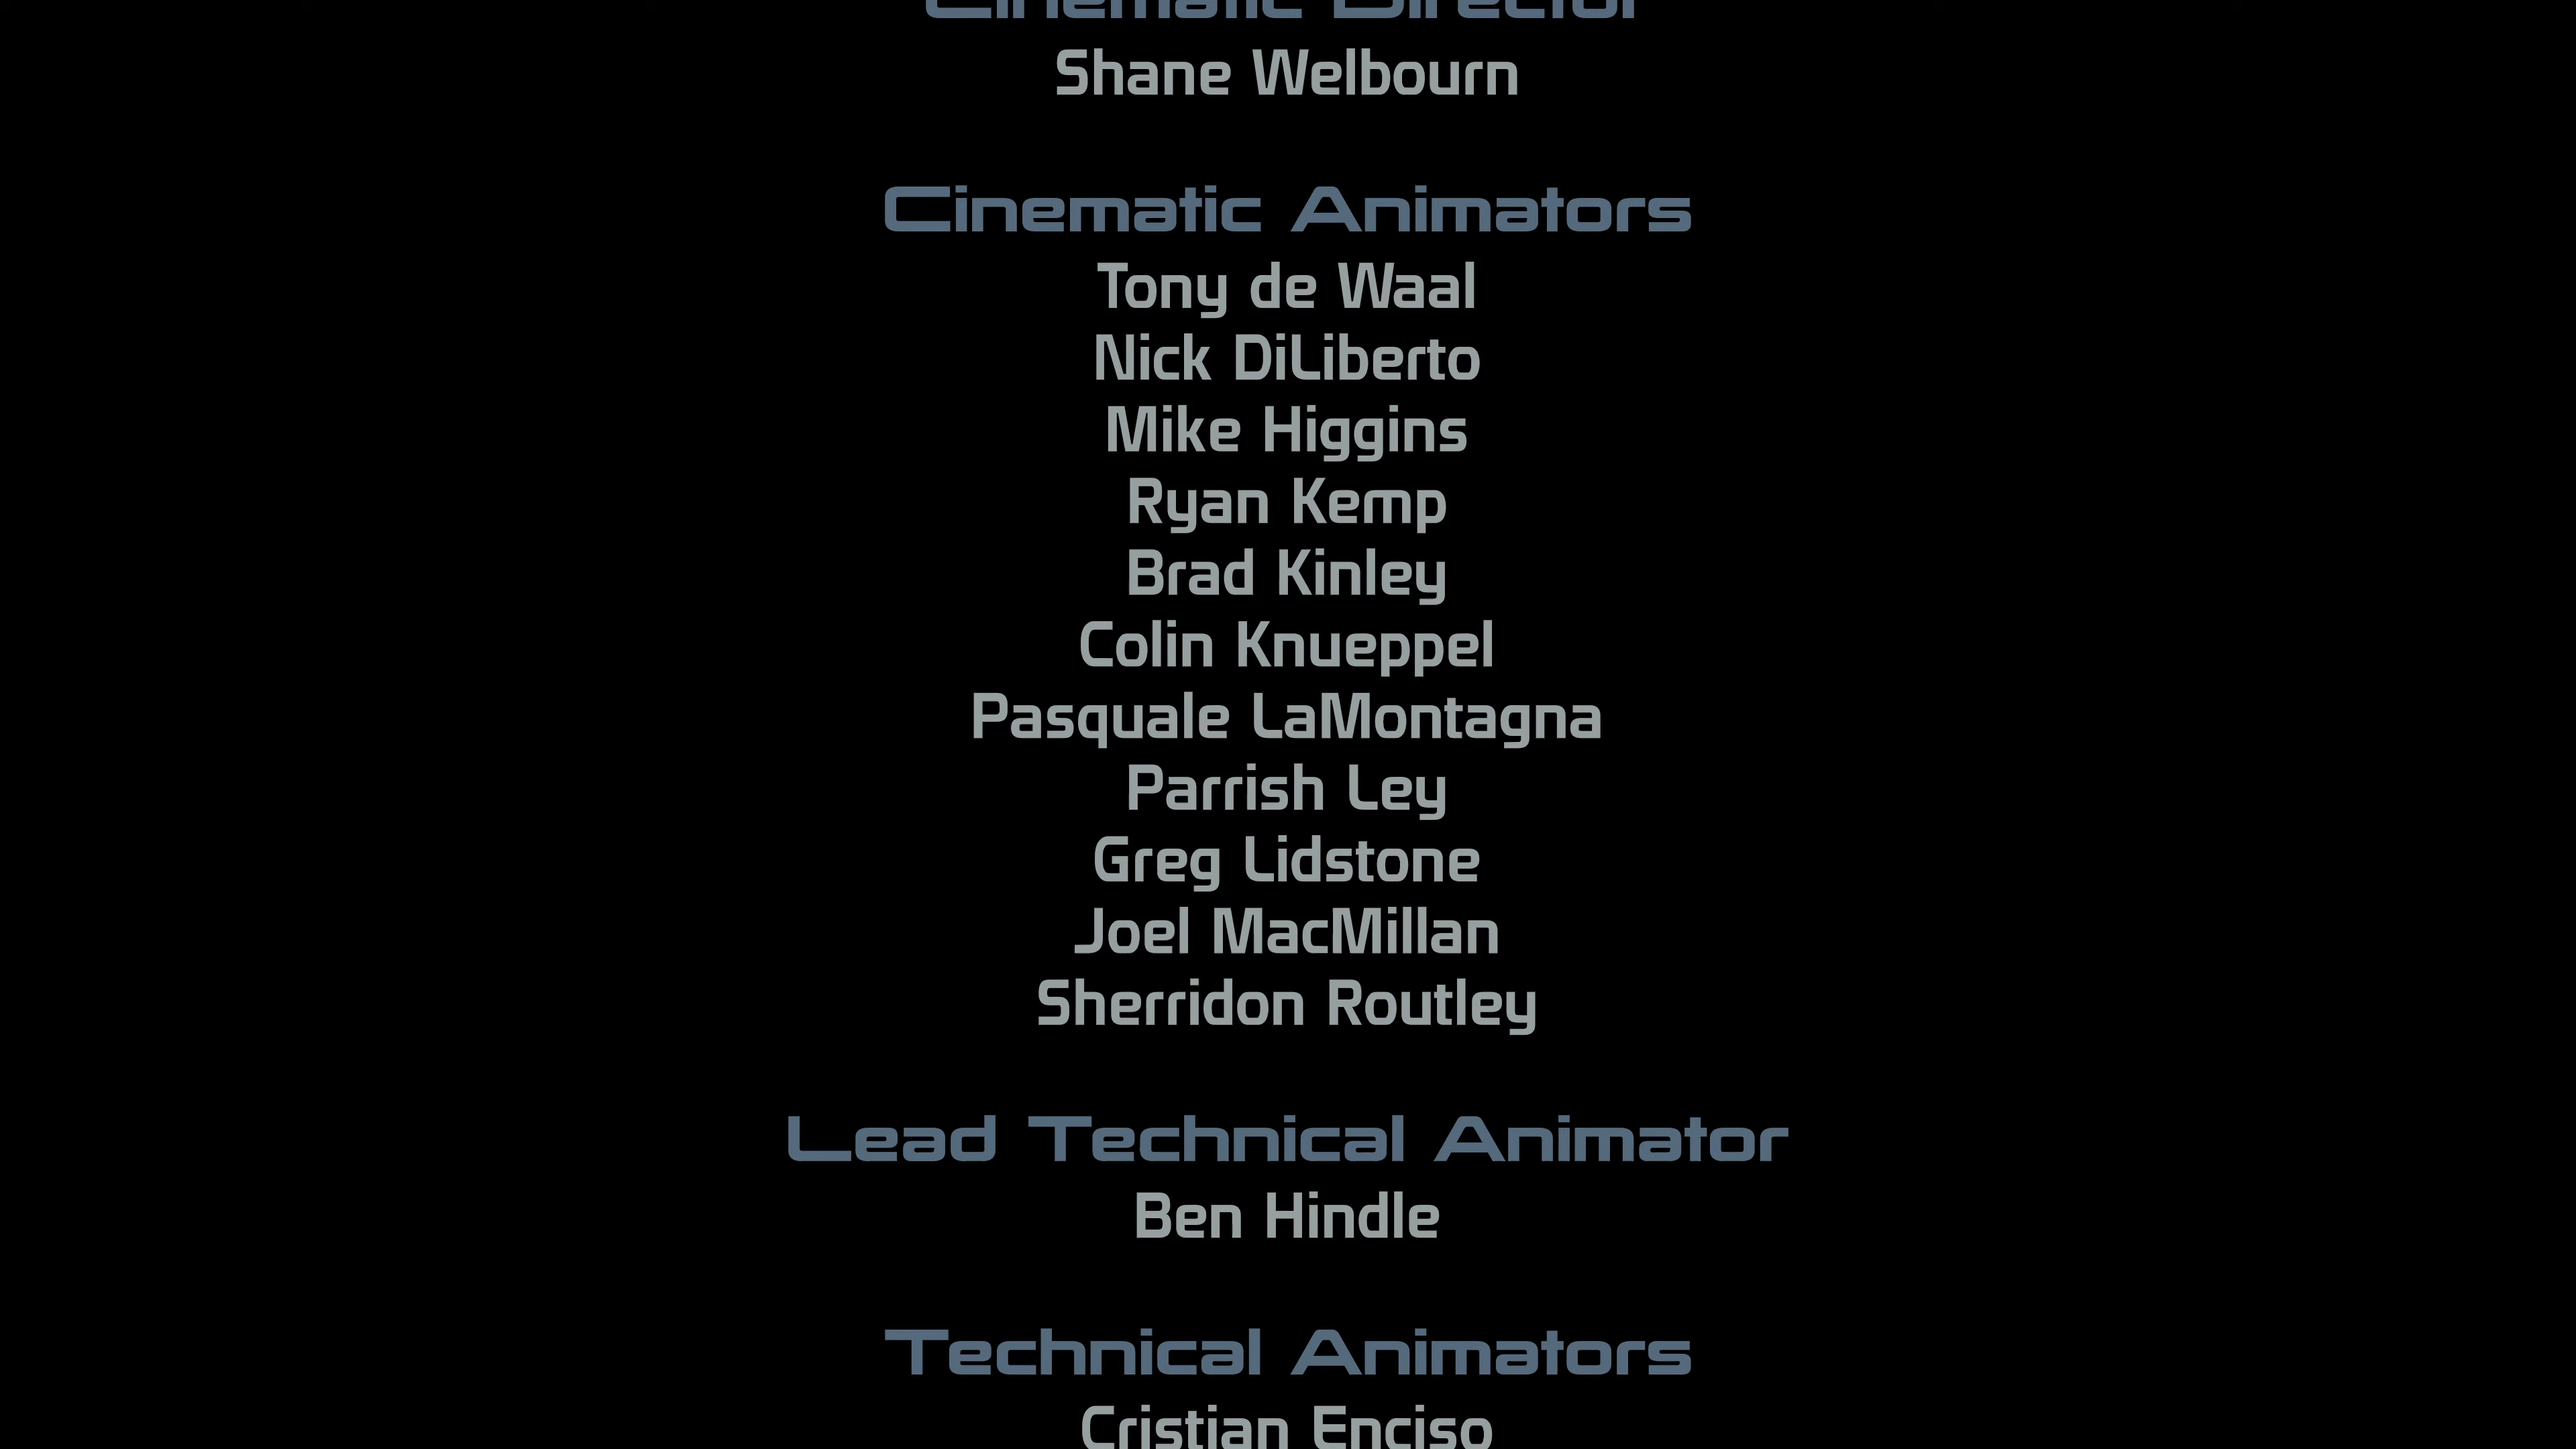 Cinematic Director
Shane Welbourn
Cinematic Animators
Tony de Waal
Nick DiLiberto
Mike Higgins
Ryan Kemp
Brad Kinley
Colin Knueppel
Pasquale LaMontagna
Parrish Ley
Greg Lidstone
Joel MacMillan
Sherridon Routley
Lead Technical Animator
Ben Hindle
Technical Animators
Cristian Enciso